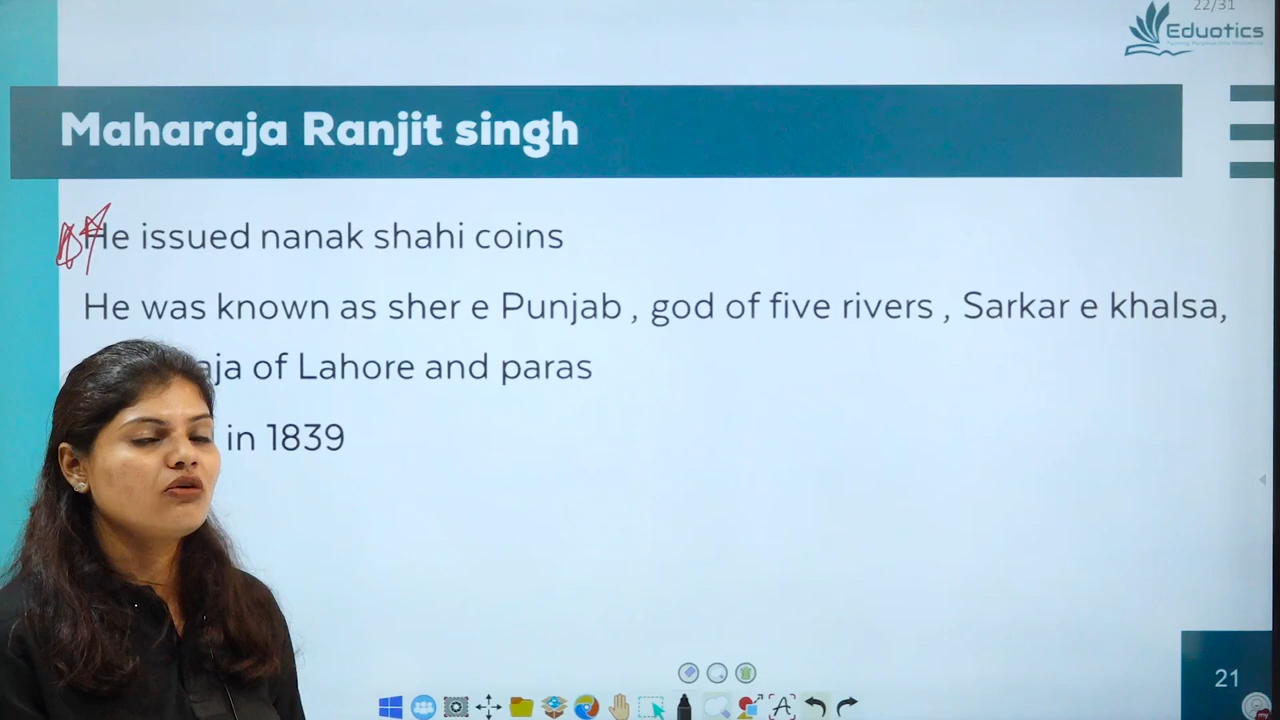 22/31
Eduotics
Maharaja Ranjit singh
He issued nanak shahi coins
He was known as sher e Punjab , god of five rivers , Sarkar e khalsa,
aja of Lahore and paras
in 1839
21